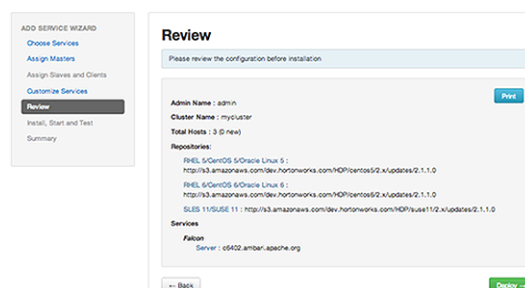 ADD SERVICE WIZARD
Choose Services
Assign Masters
Assign Slaves and Clients
Customize Services
Review
Install, Start and Test
Summary
Review
Please review the configuration before installation
Print
Admin Name : admin
Cluster Name : mycluster
Total Hosts : 3 (0 new)
Repositories:
RHEL 5/CentOS 5/Oracle Linux 5 :
http://s3.amazonaws.com/dev.hortonworks.com/HDP/centos5/2.x/updates/2.1.1.0
RHEL 6/CentOS 6/Oracle Linux 6 :
http://s3.amazonaws.com/dev.hortonworks.com/HDP/centos6/2.x/updates/2.1.1.0
SLES 11/SUSE 11 : http://s3.amazonaws.com/dev.hortonworks.com/HDP/suse11/2.x/updates/2.1.1.0
Services
Falcon
Server : c6402.ambari.apache.org
← Back
Deploy →